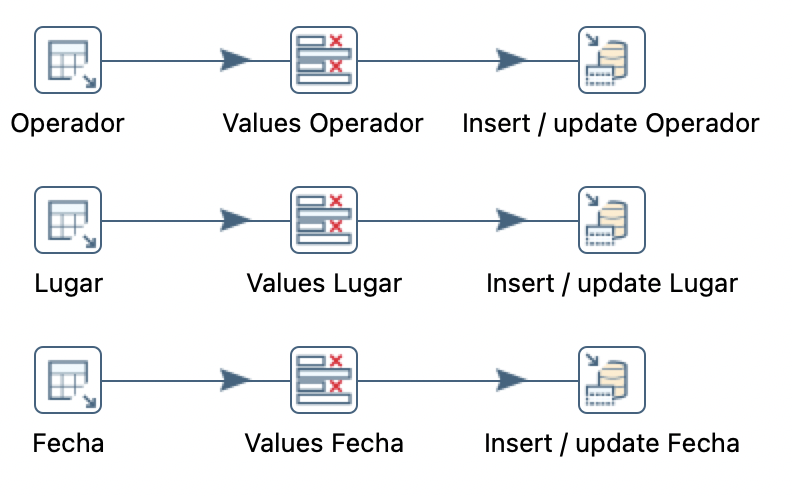 Operador
Values Operador
Insert / update Operador
Lugar
Values Lugar
Insert / update Lugar
Fecha
Values Fecha
Insert / update Fecha